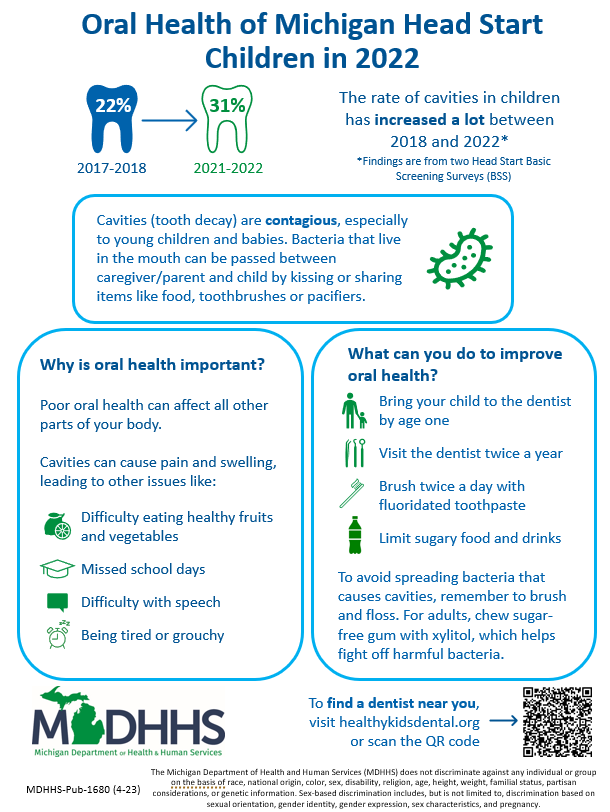 Oral Health of Michigan Head Start
Children in 2022
22%
31%
2017-2018
2021-2022
The rate of cavities in children
has increased a lot between
2018 and 2022*
*Findings are from two Head Start Basic
Screening Surveys (BSS)
Cavities (tooth decay) are contagious, especially
to young children and babies. Bacteria that live
in the mouth can be passed between
caregiver/parent and child by kissing or sharing
items like food, toothbrushes or pacifiers.
Why is oral health important?
Poor oral health can affect all other
parts of your body.
Cavities can cause pain and swelling,
leading to other issues like:
Difficulty eating healthy fruits
and vegetables
Missed school days
Difficulty with speech
Being tired or grouchy
What can you do to improve
oral health?
Bring your child to the dentist
by age one
Visit the dentist twice a year
Brush twice a day with
fluoridated toothpaste
Limit sugary food and drinks
To avoid spreading bacteria that
causes cavities, remember to brush
and floss. For adults, chew sugar-
free gum with xylitol, which helps
fight off harmful bacteria.
MDHHS
Michigan Department of Health & Human Services
To find a dentist near you,
visit healthykidsdental.org
or scan the QR code
MDHHS-Pub-1680 (4-23)
The Michigan Department of Health and Human Services (MDHHS) does not discriminate against any individual or group
on the basis of race, national origin, color, sex, disability, religion, age, height, weight, familial status, partisan
considerations, or genetic information. Sex-based discrimination includes, but is not limited to, discrimination based on
sexual orientation, gender identity, gender expression, sex characteristics, and pregnancy.